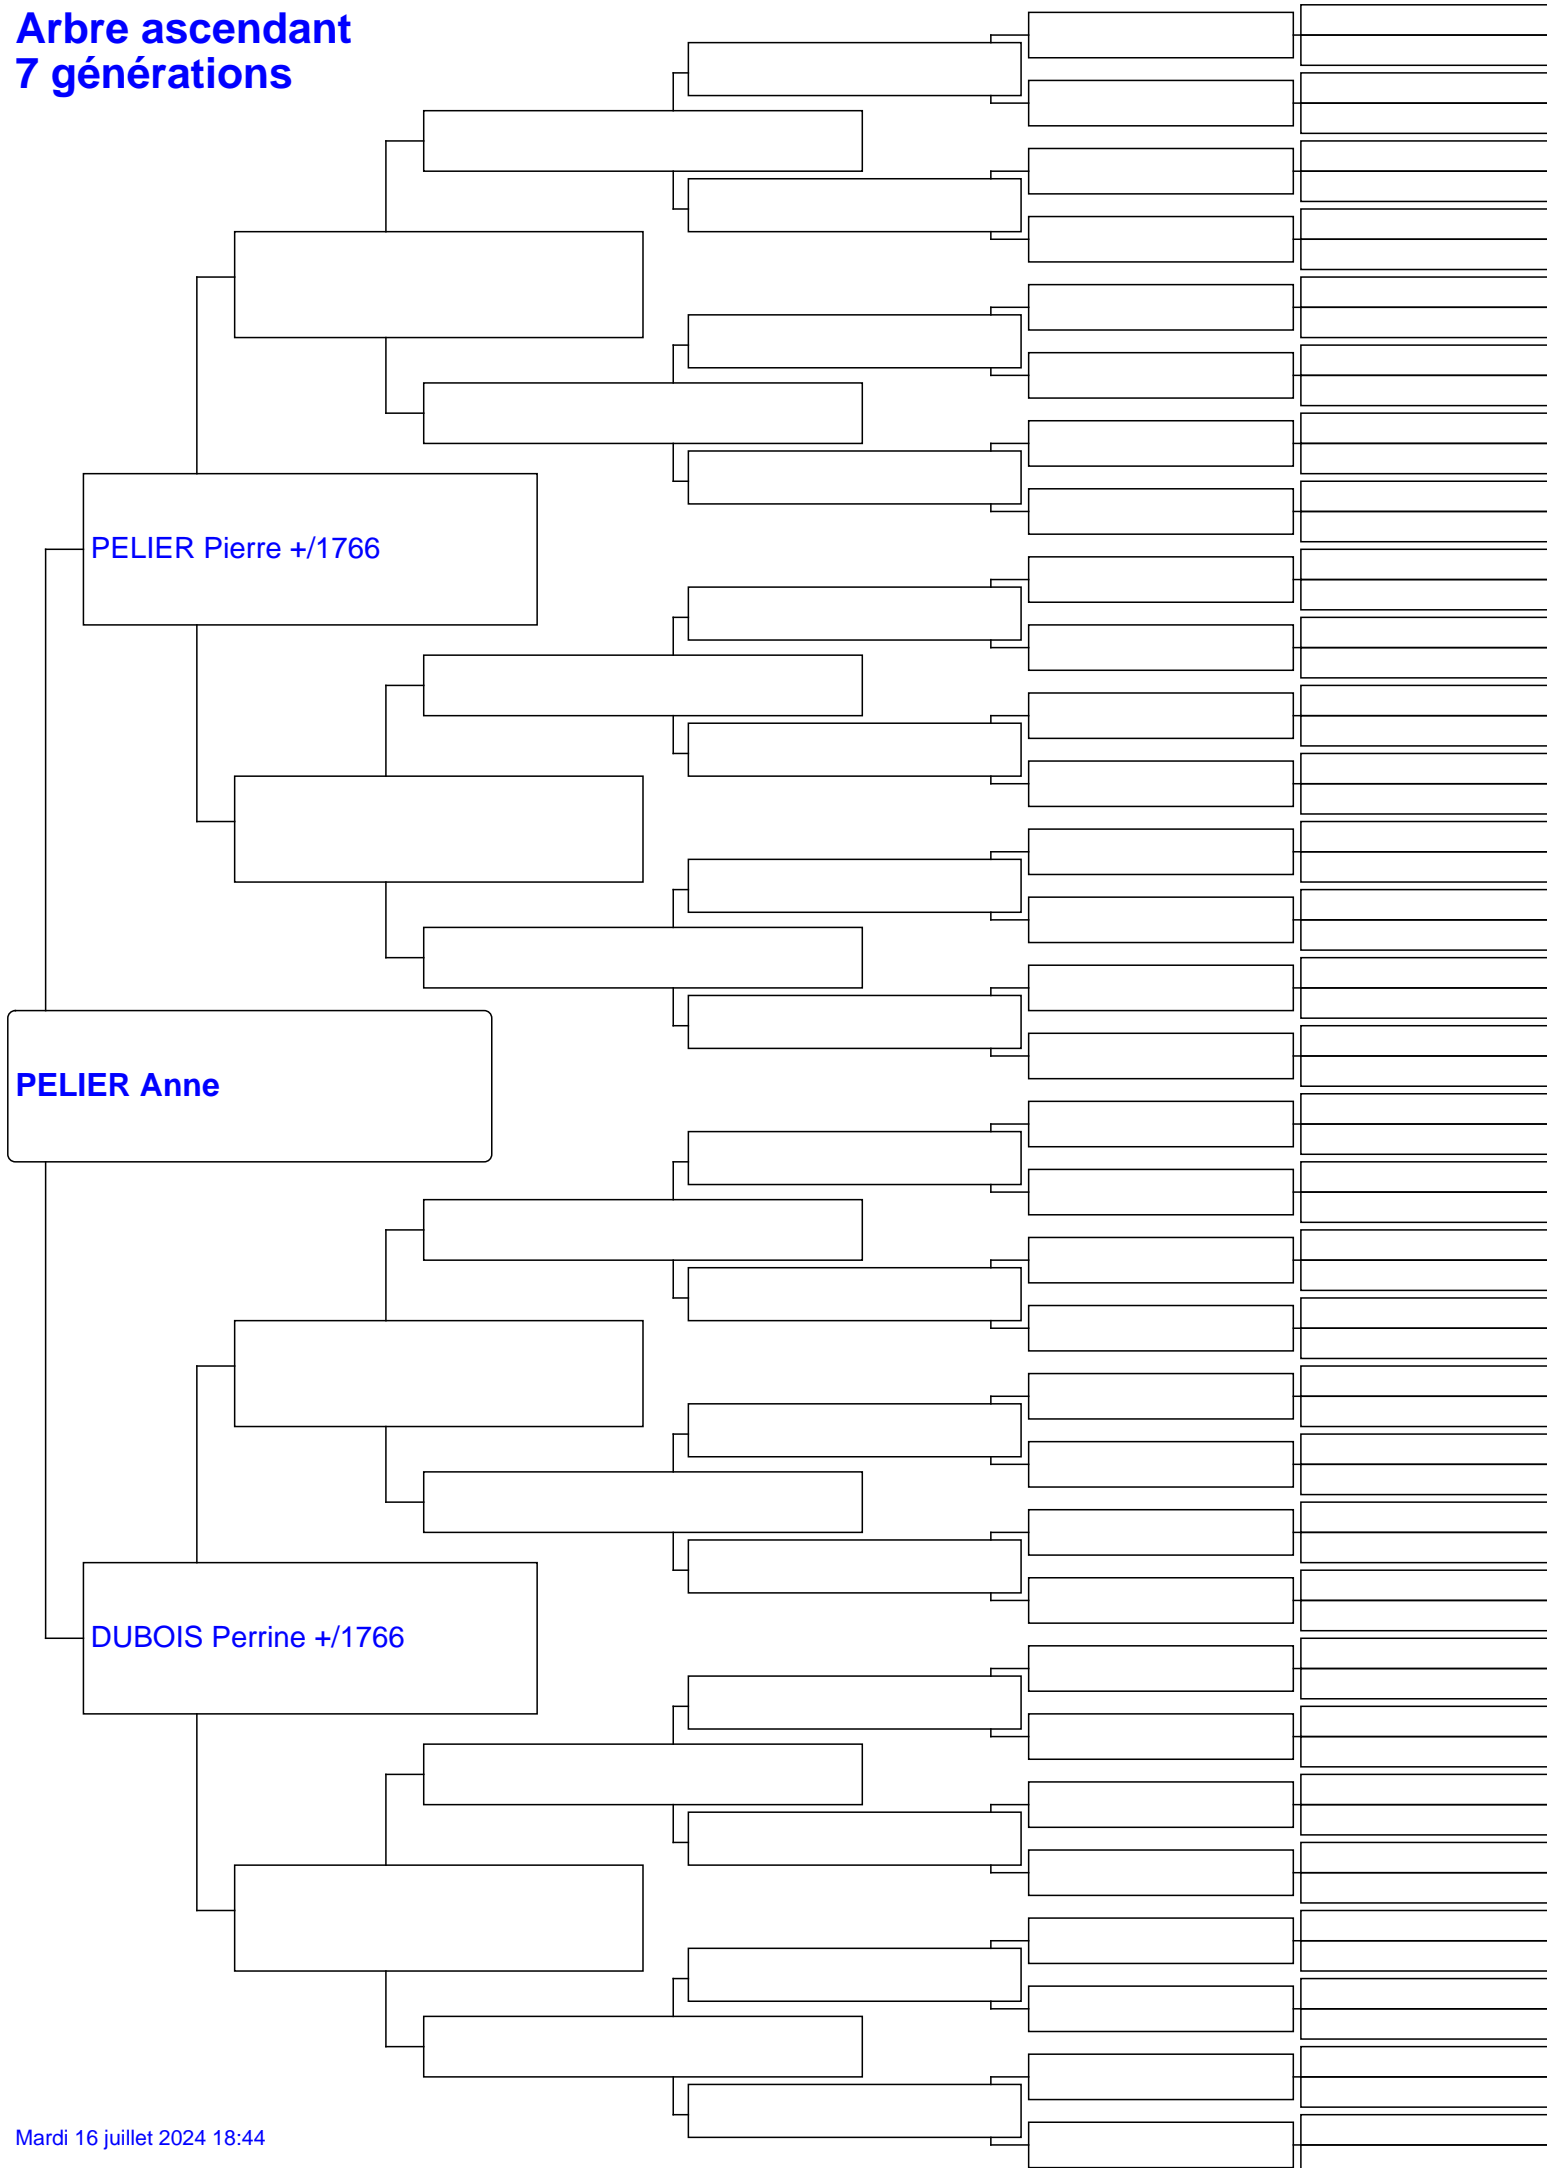 Arbre ascendant
7 générations
PELIER Pierre +/1766
PELIER Anne
DUBOIS Perrine +/1766
Mardi 16 juillet 2024 18:44